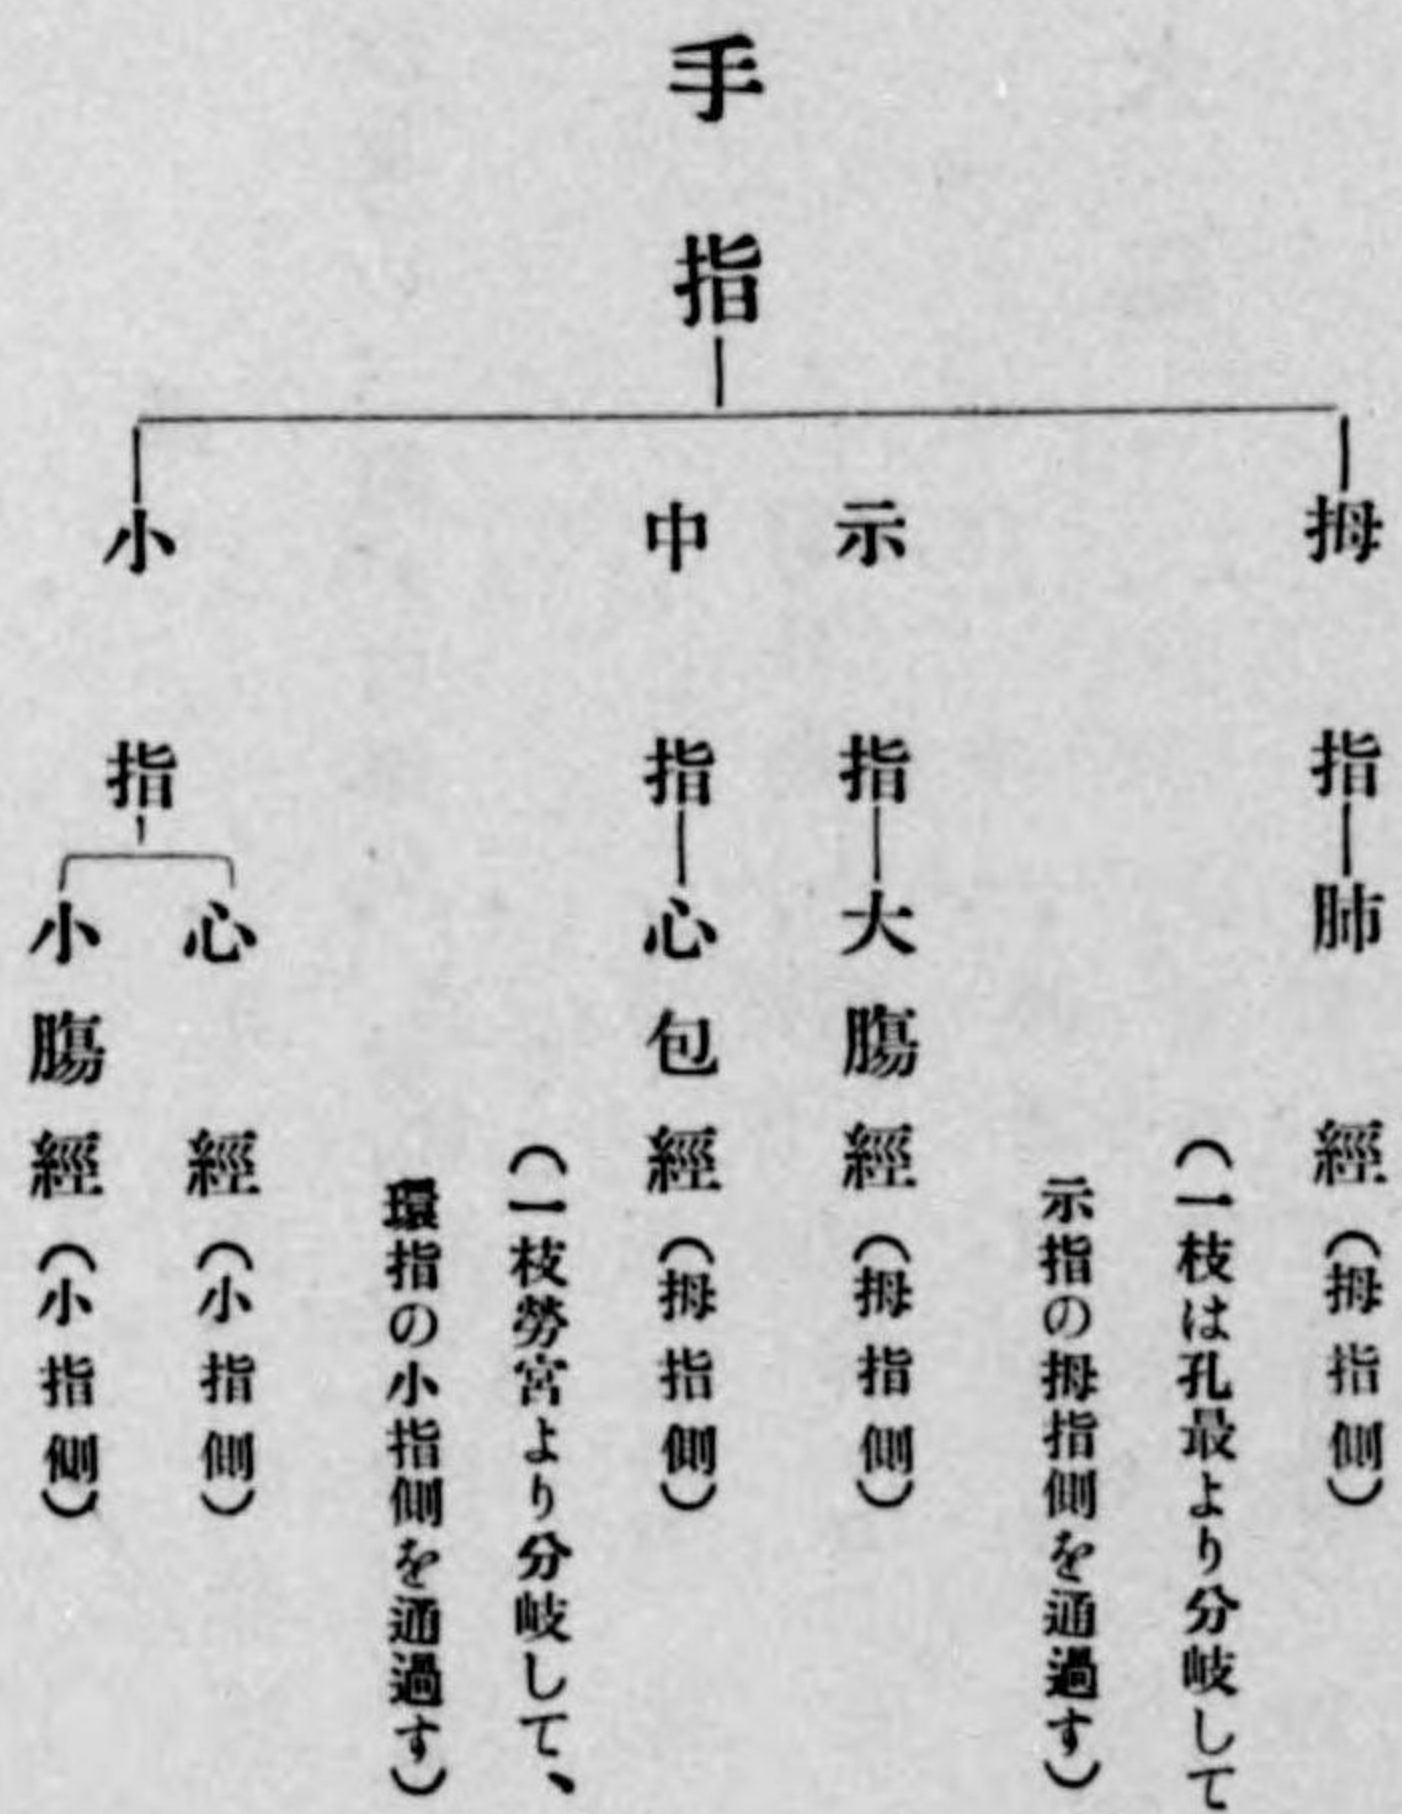 手指
拇指―肺經（拇指側）
（一枝は孔最より分岐して
示指の拇指側を通過す）
示指―大膓經（拇指側）
中指―心包經（拇指側）
（一枝勞宮より分岐して、
環指の小指側を通過す）
小指
心經（小指側）
小膓經（小指側）